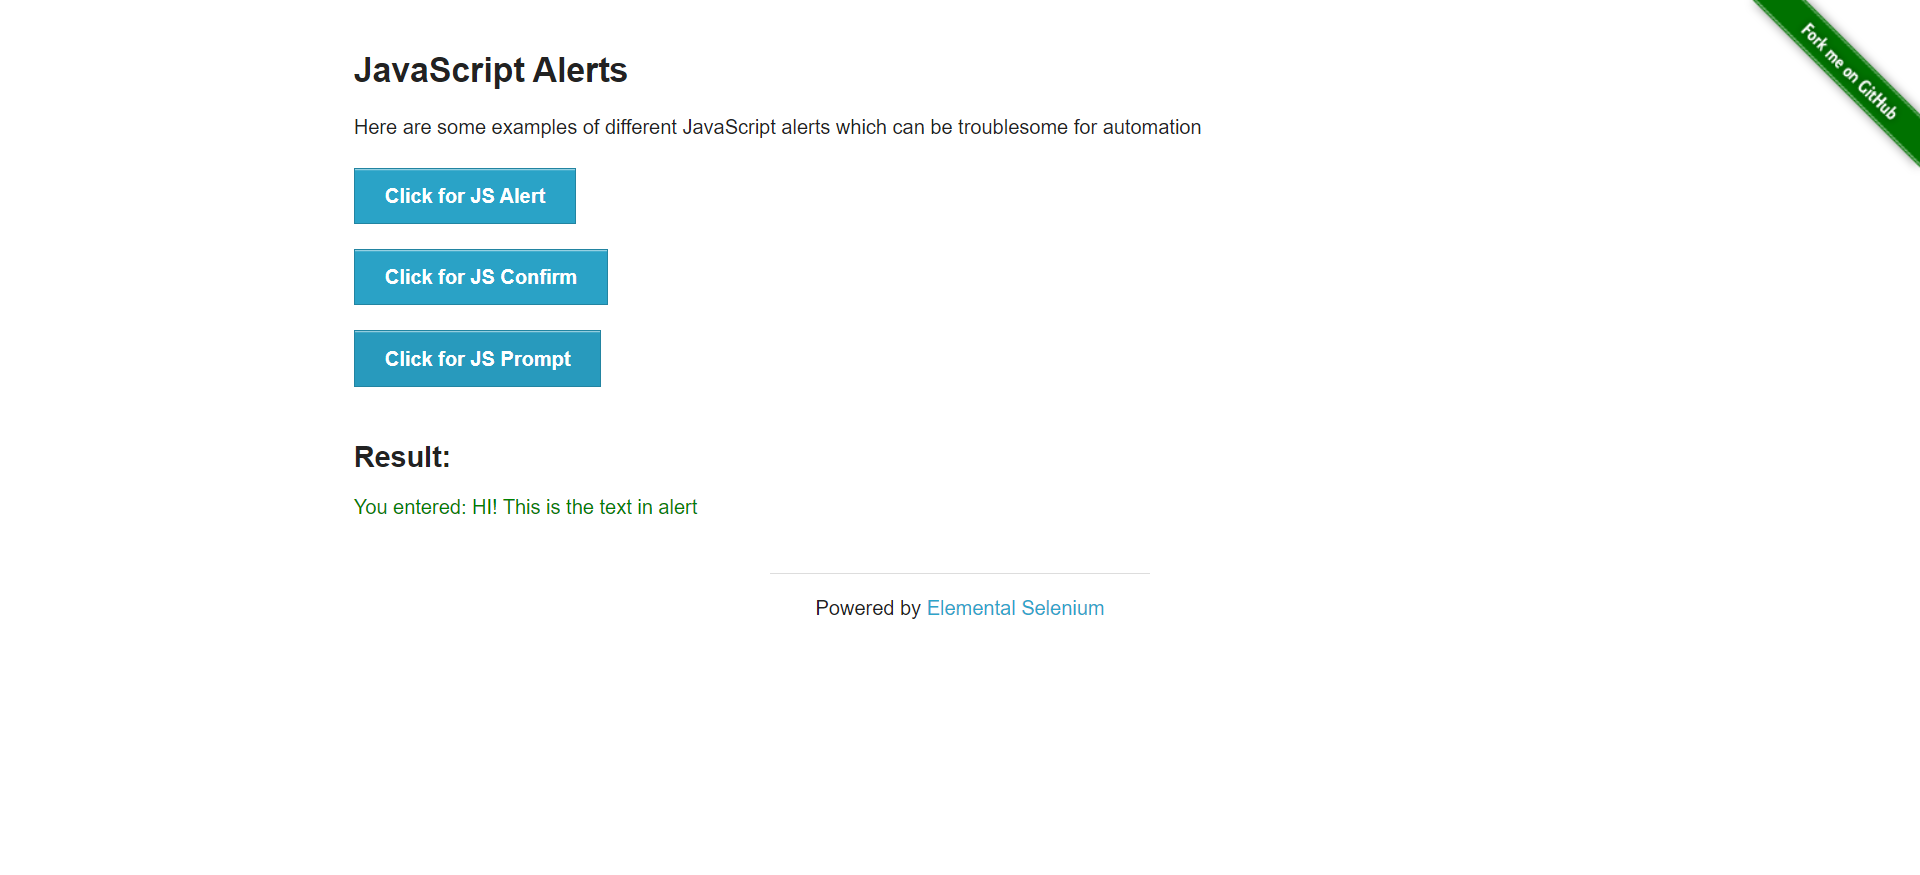 Fork me on GitHub
JavaScript Alerts
Here are some examples of different JavaScript alerts which can be troublesome for automation
Click for JS Alert
Click for JS Confirm
Click for JS Prompt
Result:
You entered: HI! This is the text in alert
Powered by Elemental Selenium